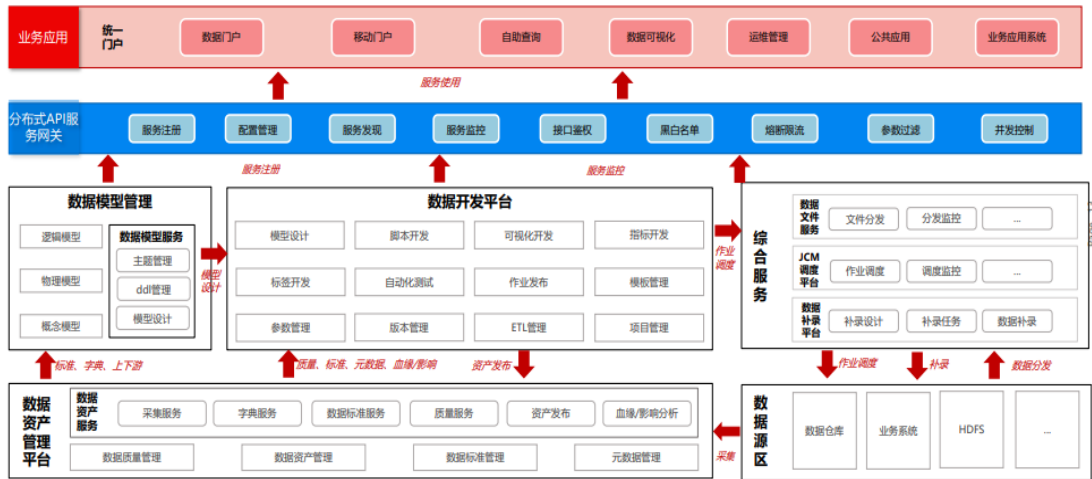 业务应用
统一
门户
数据门户
移动门户
自助查询
数据可视化
运维管理
公共应用
业务应用系统
服务使用
分布式API服
务网关
服务注册
配置管理
服务发现
服务监控
接口鉴权
黑白名单
熔断限流
参数过滤
并发控制
服务注册
服务监控
数据模型管理
逻辑模型
物理模型
概念模型
数据模型服务
主题管理
ddl管理
模型设计
模型
设计
数据开发平台
模型设计
脚本开发
可视化开发
指标开发
标签开发
自动化测试
作业发布
模板管理
参数管理
版本管理
ETL管理
项目管理
作业
调度
综合服务
数据
文件
服务
文件分发
分发监控
...
JCM
调度
平台
作业调度
调度监控
...
数据
补录
平台
补录设计
补录任务
数据补录
标准、字典、上下游
质量、标准、元数据、血缘/影响
资产发布
作业调度
补录
数据分发
数据
资产
管理
平台
数据
资产
服务
采集服务
字典服务
数据标准服务
质量服务
资产发布
血缘/影响分析
数据质量管理
数据资产管理
数据标准管理
元数据管理
采集
数据源区
数据仓库
业务系统
HDFS
...